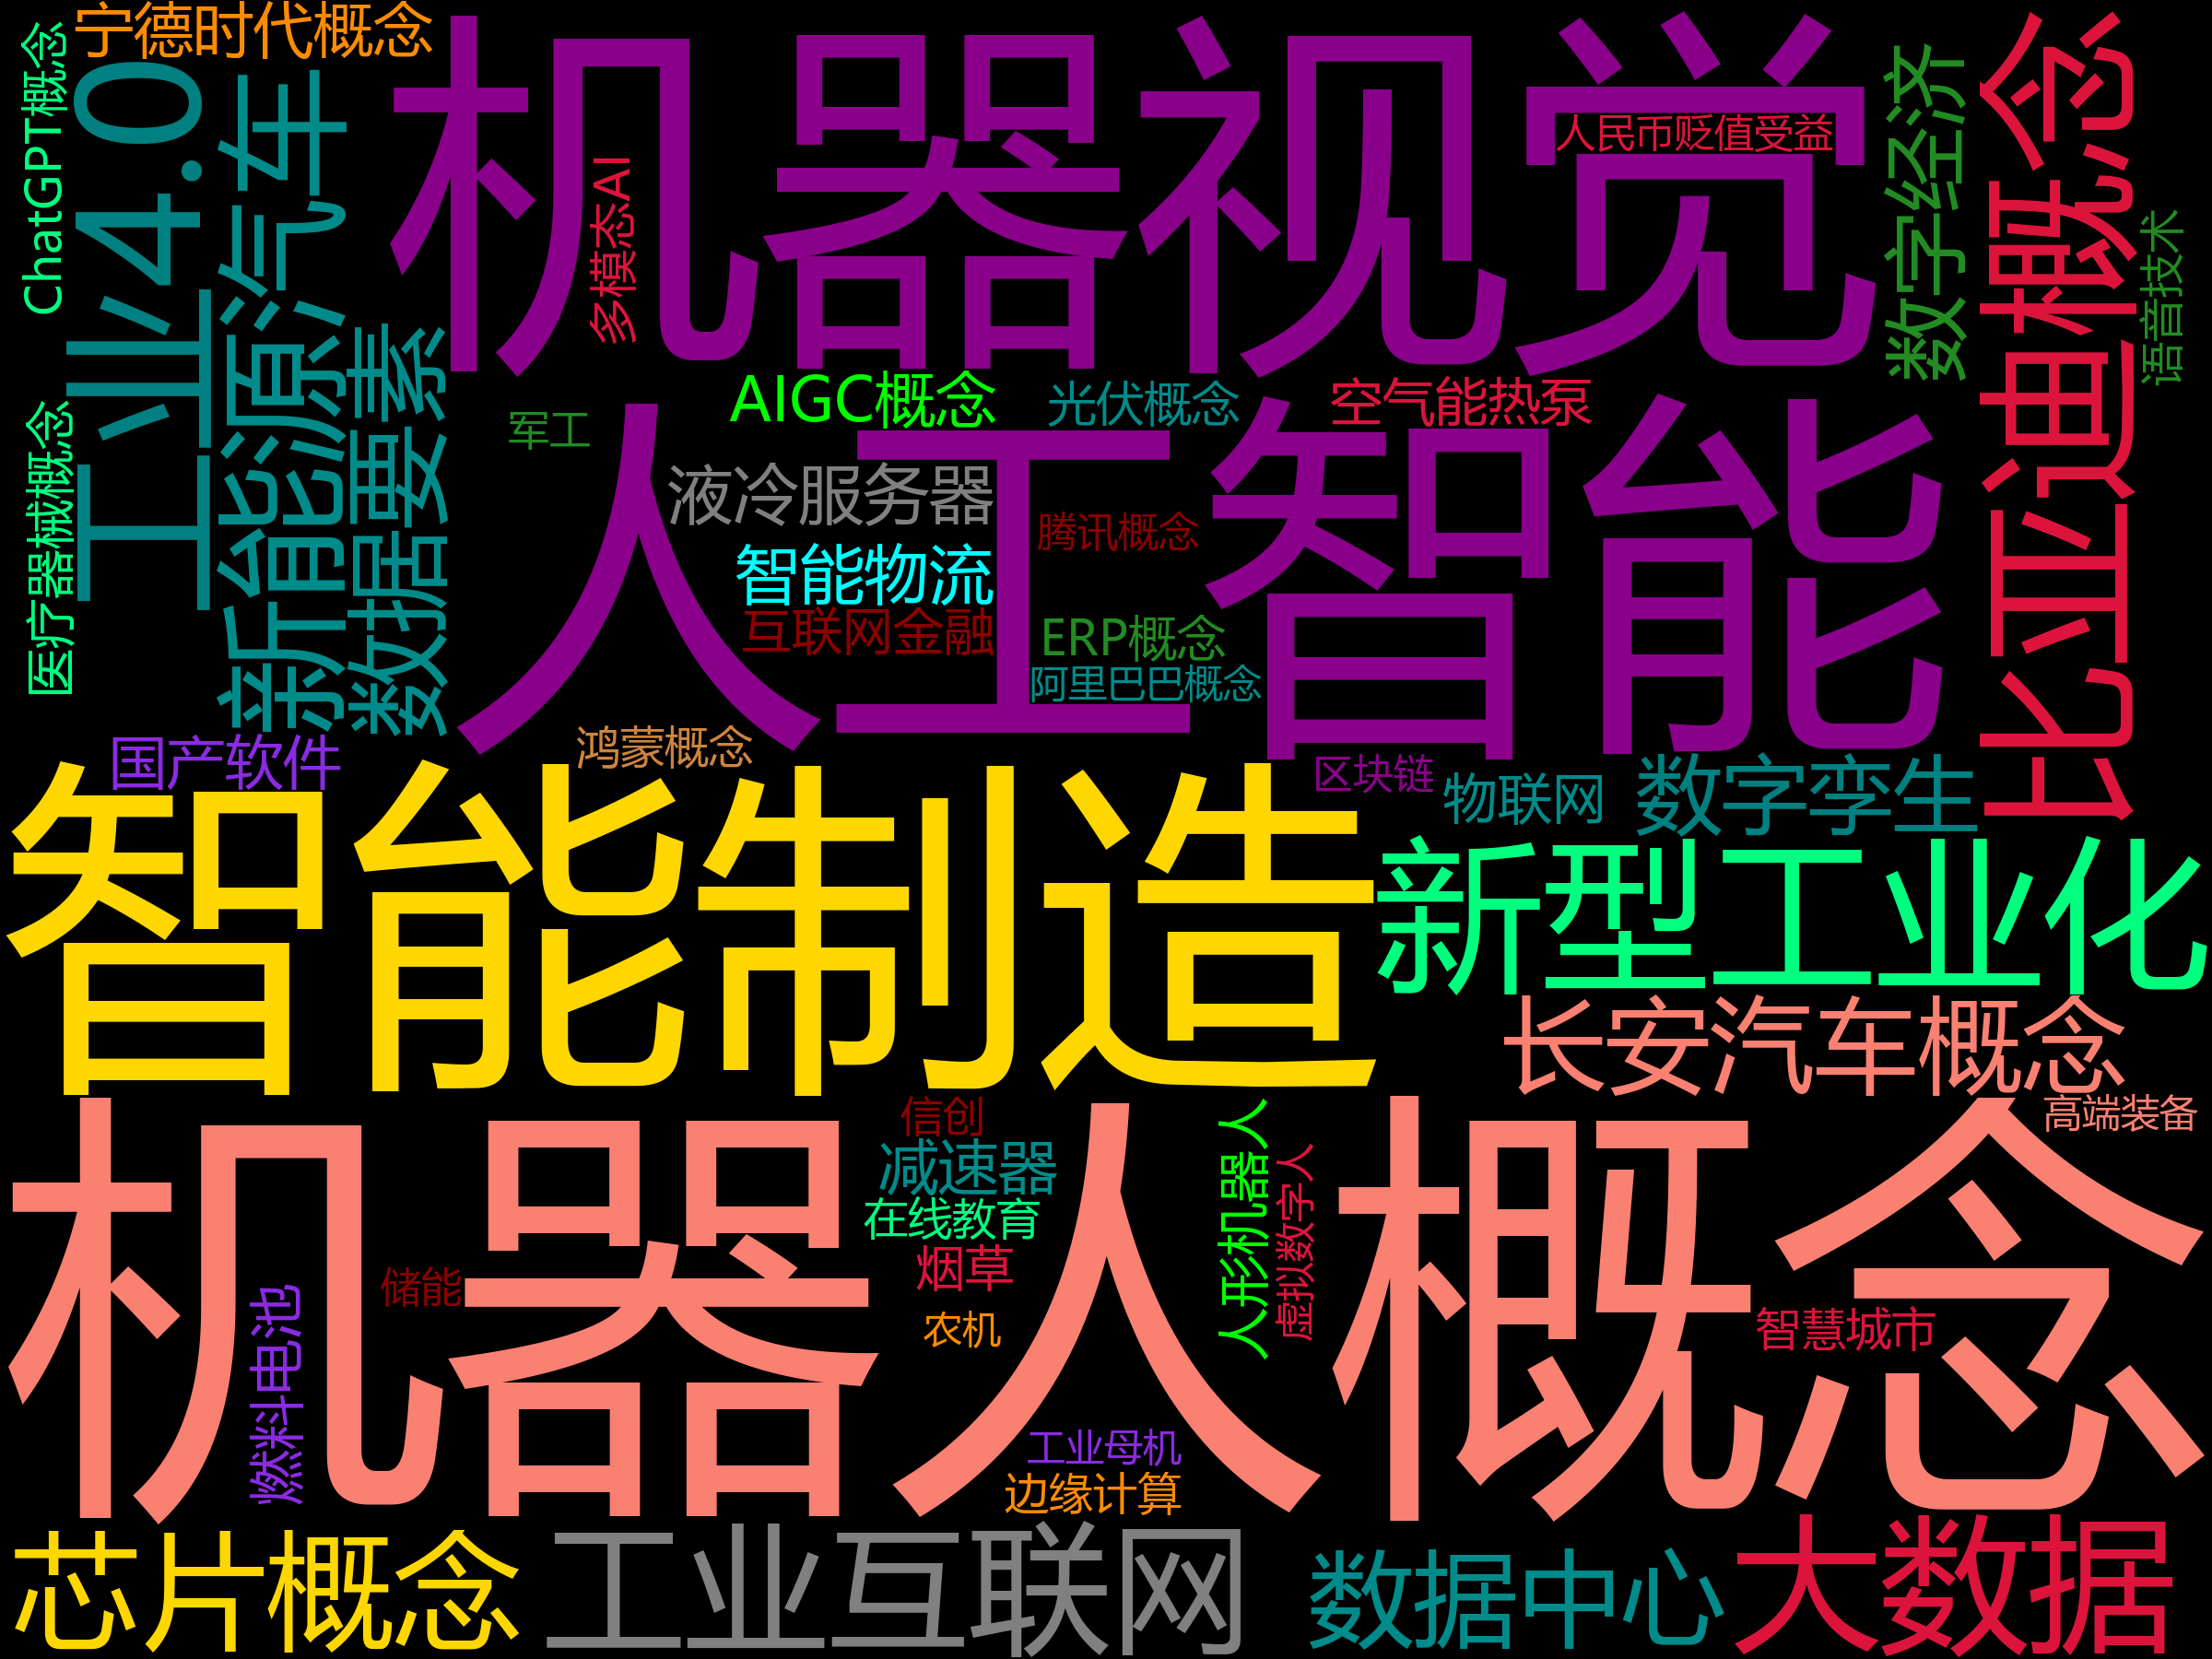 宁德时代概念
ChatGPT概念
工业4.0
新能源汽车
机器视觉
人民币贬值受益
多模态AI
数字经济
比亚迪概念
语音技术
医疗器械概念
数据要素
军工
AIGC概念
光伏概念
空气能热泵
人工智能
液冷服务器
腾讯概念
智能物流
互联网金融
ERP概念
阿里巴巴概念
国产软件
鸿蒙概念
区块链
物联网
数字孪生
智能制造
新型工业化
长安汽车概念
高端装备
机器人概念
信创
减速器
在线教育
烟草
农机
人形机器人
虚拟数字人
储能
燃料电池
智慧城市
工业母机
边缘计算
芯片概念
工业互联网
数据中心
大数据